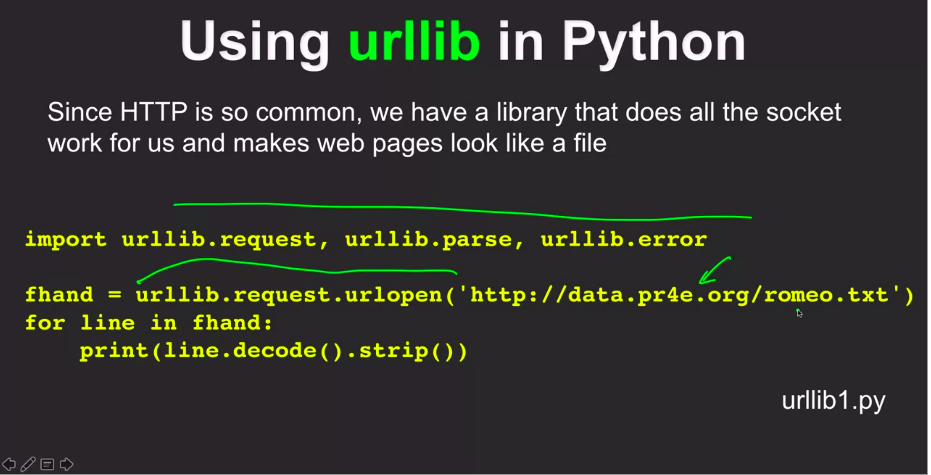 Using urllib in Python
Since HTTP is so common, we have a library that does all the socket
work for us and makes web pages look like a file
import urllib.request, urllib.parse, urllib.error
fhand = urllib.request.urlopen('http://data.pr4e.org/romeo.txt')
for line in fhand:
    print(line.decode().strip())
urllib1.py